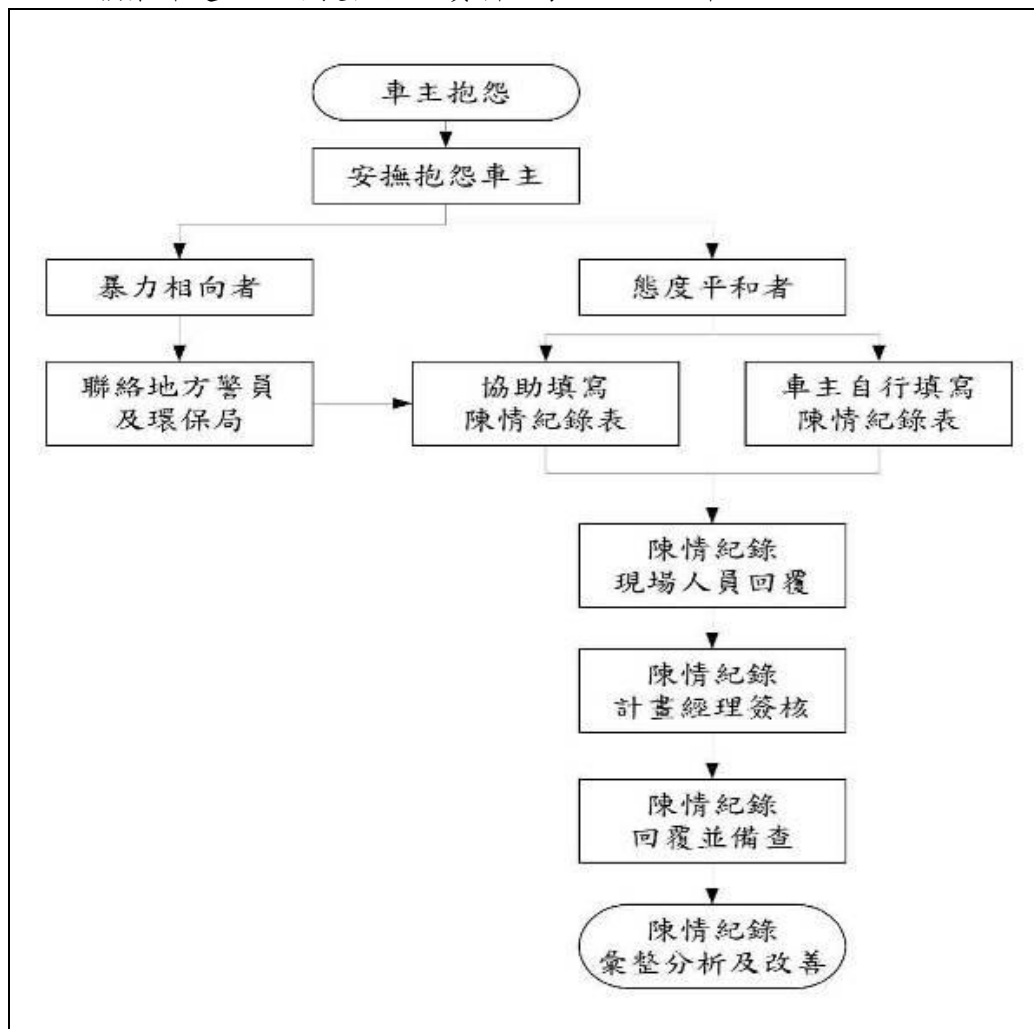 車主抱怨
安撫抱怨車主
暴力相向者
態度平和者
聯絡地方警員
及環保局
協助填寫
陳情紀錄表
車主自行填寫
陳情紀錄表
陳情紀錄
現場人員回覆
陳情紀錄
計畫經理簽核
陳情紀錄
回覆並備查
陳情紀錄
彙整分析及改善